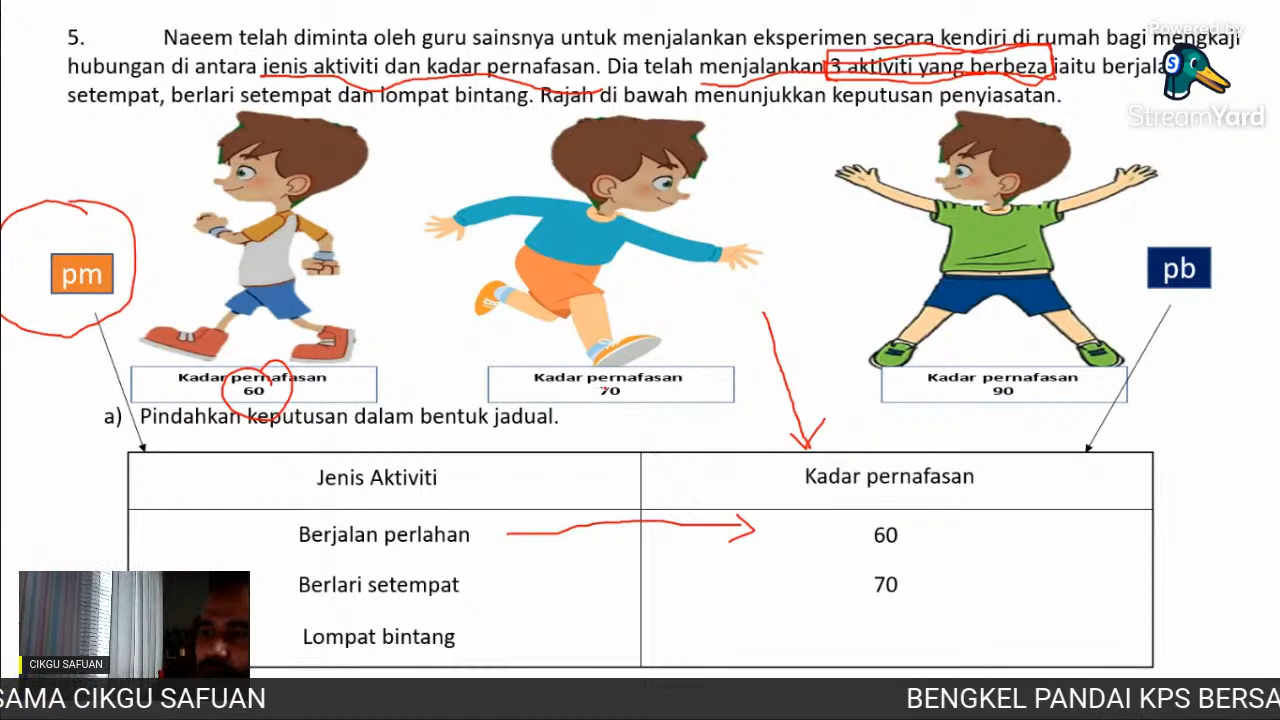 Powered by
StreamYard
5. Naeem telah diminta oleh guru sainsnya untuk menjalankan eksperimen secara kendiri di rumah bagi mengkaji
hubungan di antara jenis aktiviti dan kadar pernafasan. Dia telah menjalankan 3 aktiviti yang berbeza iaitu
setempat, berlari setempat dan lompat bintang. Rajah di bawah menunjukkan keputusan penyiasatan.
pm
pb
Kadar pernafasan
60
Kadar pernafasan
70
Kadar pernafasan
90
a) Pindahkan keputusan dalam bentuk jadual.
Jenis Aktiviti Kadar pernafasan
Berjalan perlahan 60
Berlari setempat 70
Lompat bintang
CIKGU SAFUAN
SAMA CIKGU SAFUAN BENGKEL PANDAI KPS BERSA